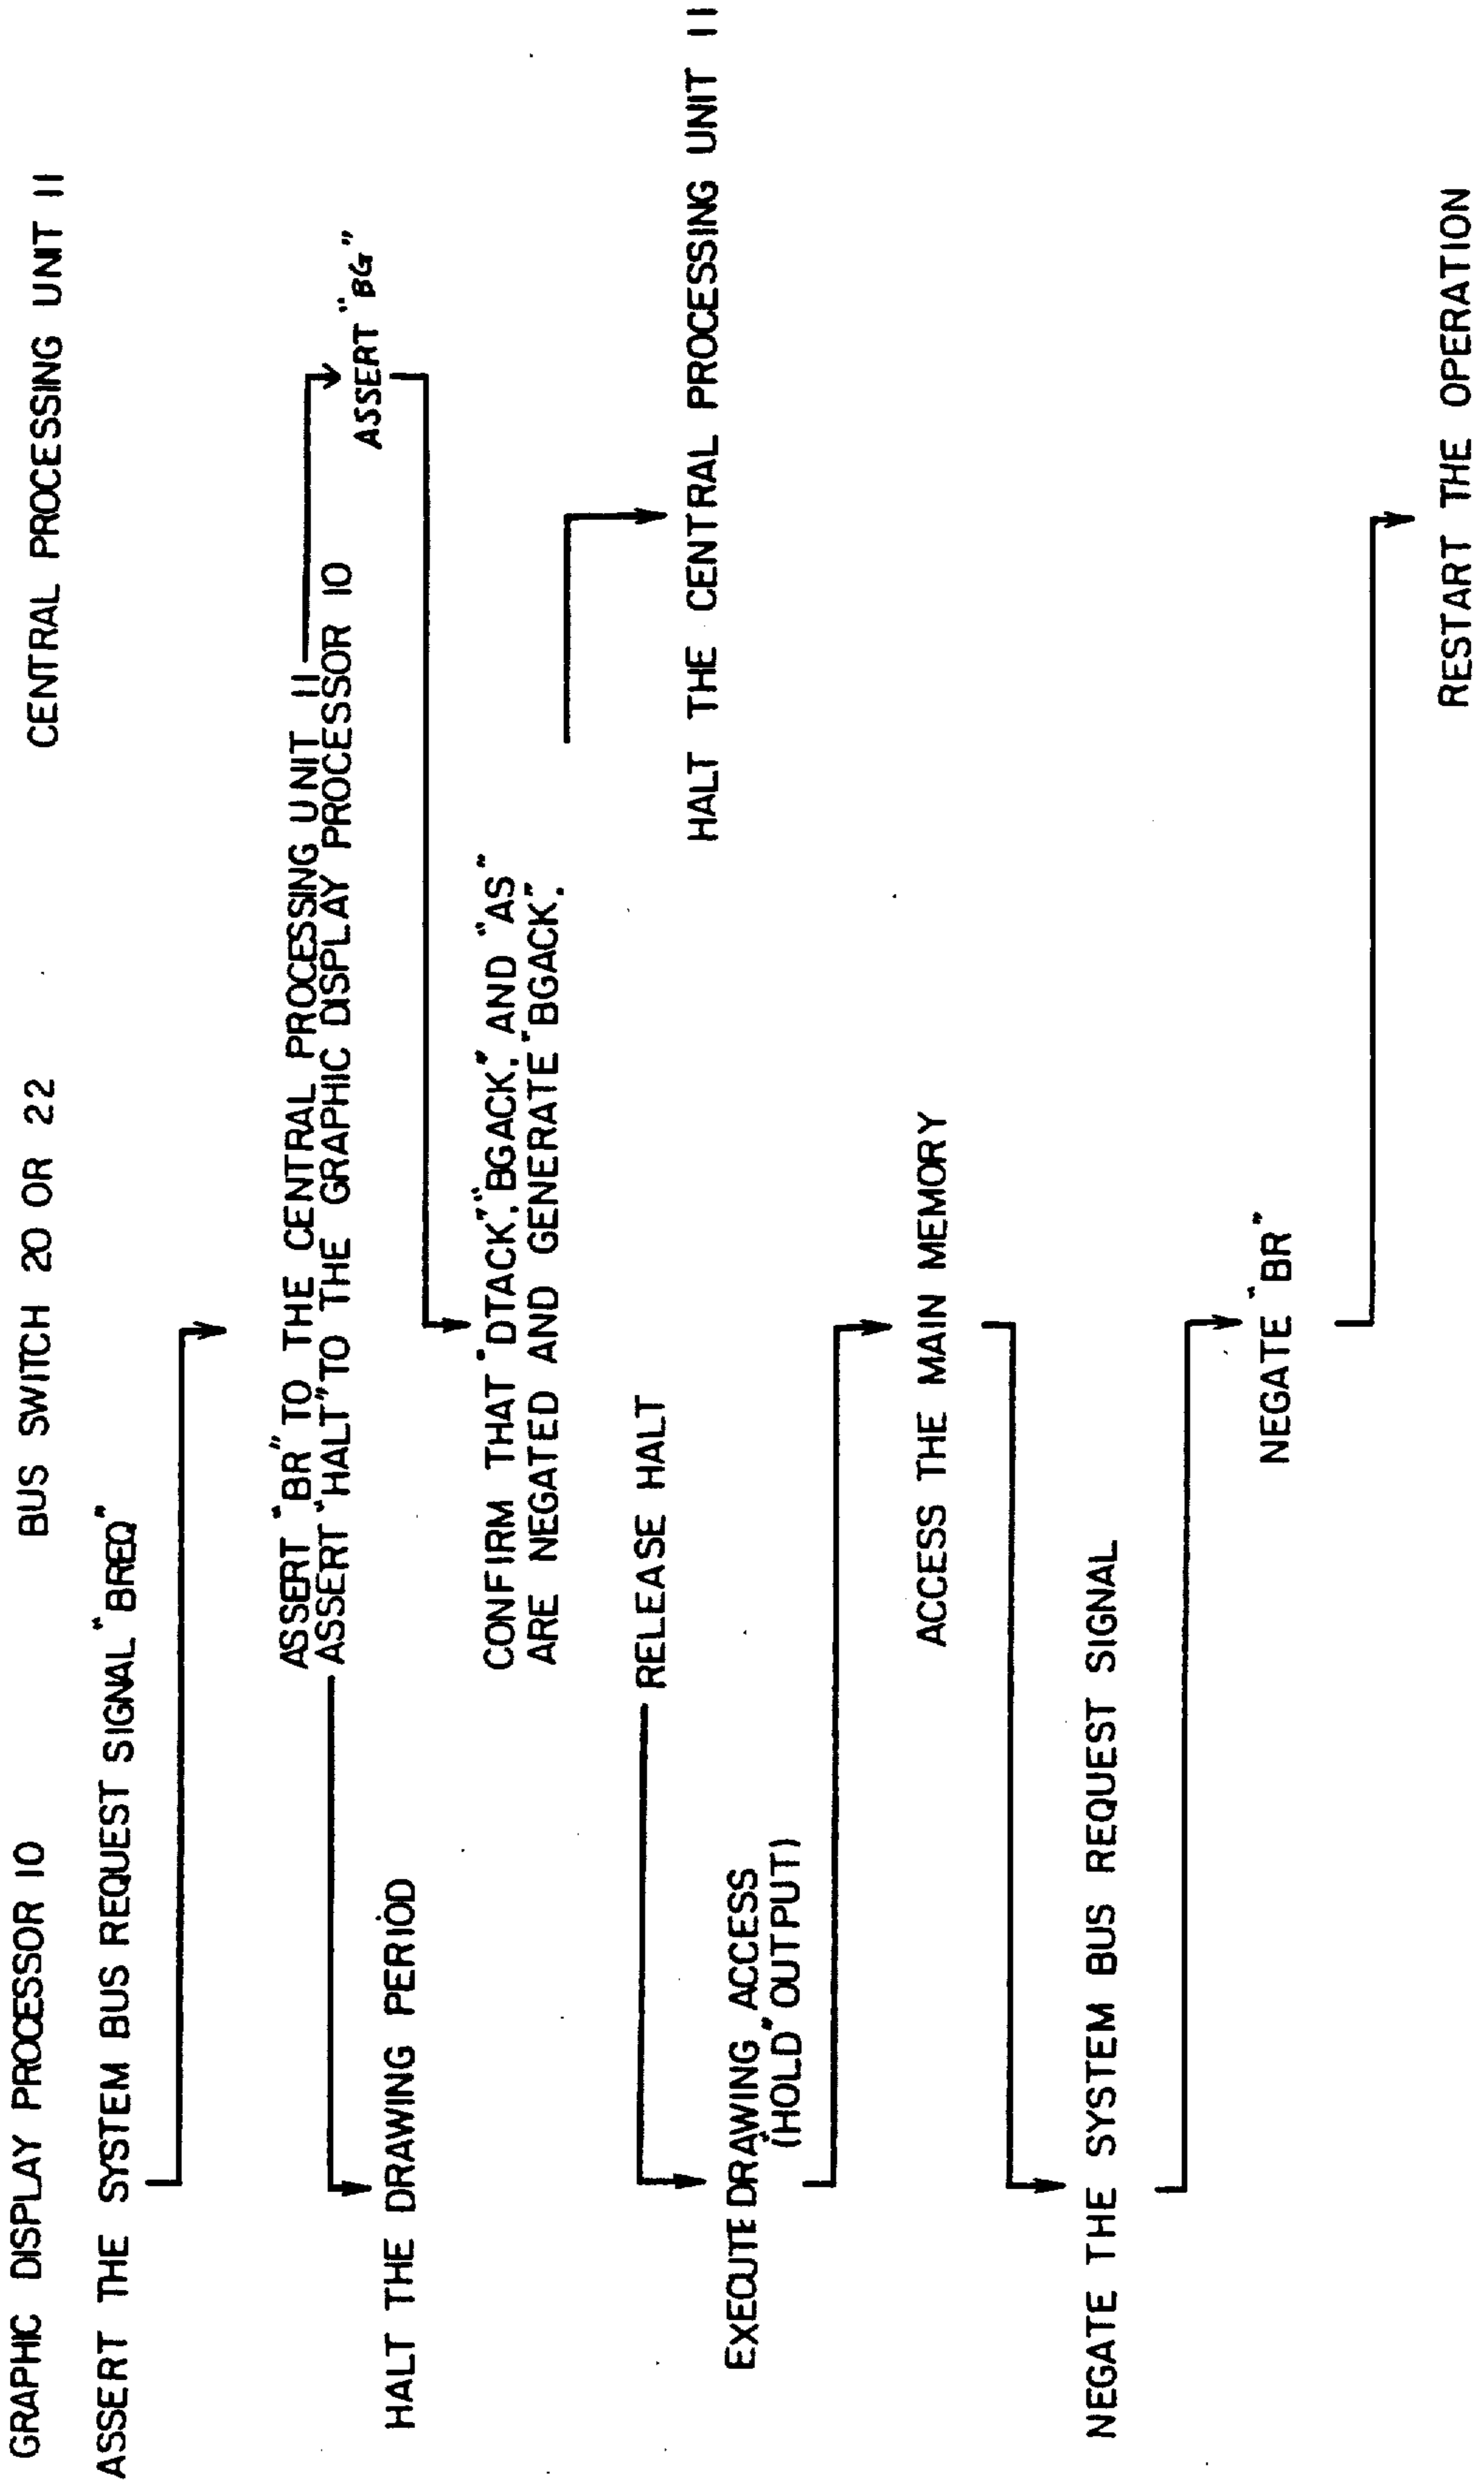 GRAPHIC DISPLAY PROCESSOR 10
BUS SWITCH 20 OR 22
CENTRAL PROCESSING UNIT 11
ASSERT THE SYSTEM BUS REQUEST SIGNAL "BREQ"
ASSERT "BR" TO THE CENTRAL PROCESSING UNIT 11
ASSERT "HALT" TO THE GRAPHIC DISPLAY PROCESSOR 10
ASSERT "BG"
HALT THE DRAWING PERIOD
CONFIRM THAT "DTACK", "BGACK", AND "AS"
ARE NEGATED AND GENERATE "BGACK".
RELEASE HALT
HALT THE CENTRAL PROCESSING UNIT 11
EXECUTE DRAWING ACCESS
("HOLD" OUTPUT)
ACCESS THE MAIN MEMORY
NEGATE THE SYSTEM BUS REQUEST SIGNAL
NEGATE "BR"
RESTART THE OPERATION